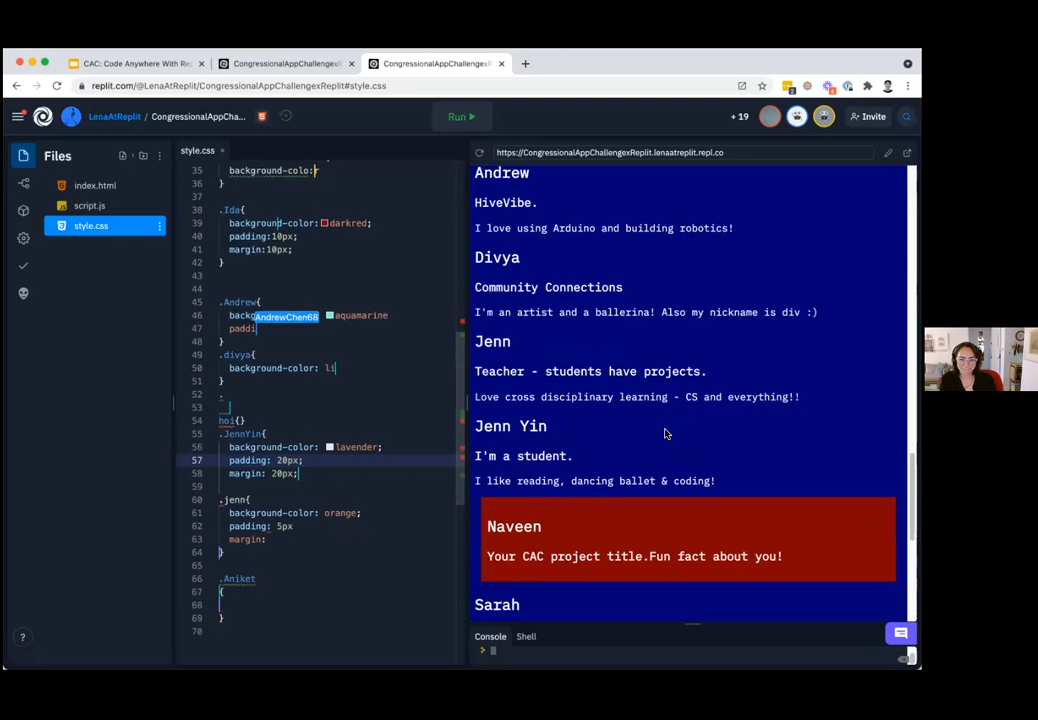 CAC: Code Anywhere With Re
CongressionalAppChallengexRepl
CongressionalAppChallengexRepl
replit.com/@LenaAtReplit/CongressionalAppChallengexReplit#style.css
LenaAtReplit / CongressionalAppCha...
Run
+ 19
Invite
Files
index.html
script.js
style.css
style.css
https://CongressionalAppChallengexReplit.lenaatreplit.repl.co
35 background-colo:r
36 }
37
38 .Ida{
39 background-color: darkred;
40 padding:10px;
41 margin:10px;
42 }
43
44
45 .Andrew{
46 backg AndrewChen68 aquamarine
47 paddi
48 }
49 .divya{
50 background-color: li
51 }
52 .
53
54 hoi{}
55 .JennYin{
56 background-color: lavender;
57 padding: 20px;
58 margin: 20px;
59
60 .jenn{
61 background-color: orange;
62 padding: 5px
63 margin:
64 }
65
66 .Aniket
67 {
68
69 }
70
Andrew
HiveVibe.
I love using Arduino and building robotics!
Divya
Community Connections
I'm an artist and a ballerina! Also my nickname is div :)
Jenn
Teacher - students have projects.
Love cross disciplinary learning - CS and everything!!
Jenn Yin
I'm a student.
I like reading, dancing ballet & coding!
Naveen
Your CAC project title.Fun fact about you!
Sarah
Console Shell
>
?